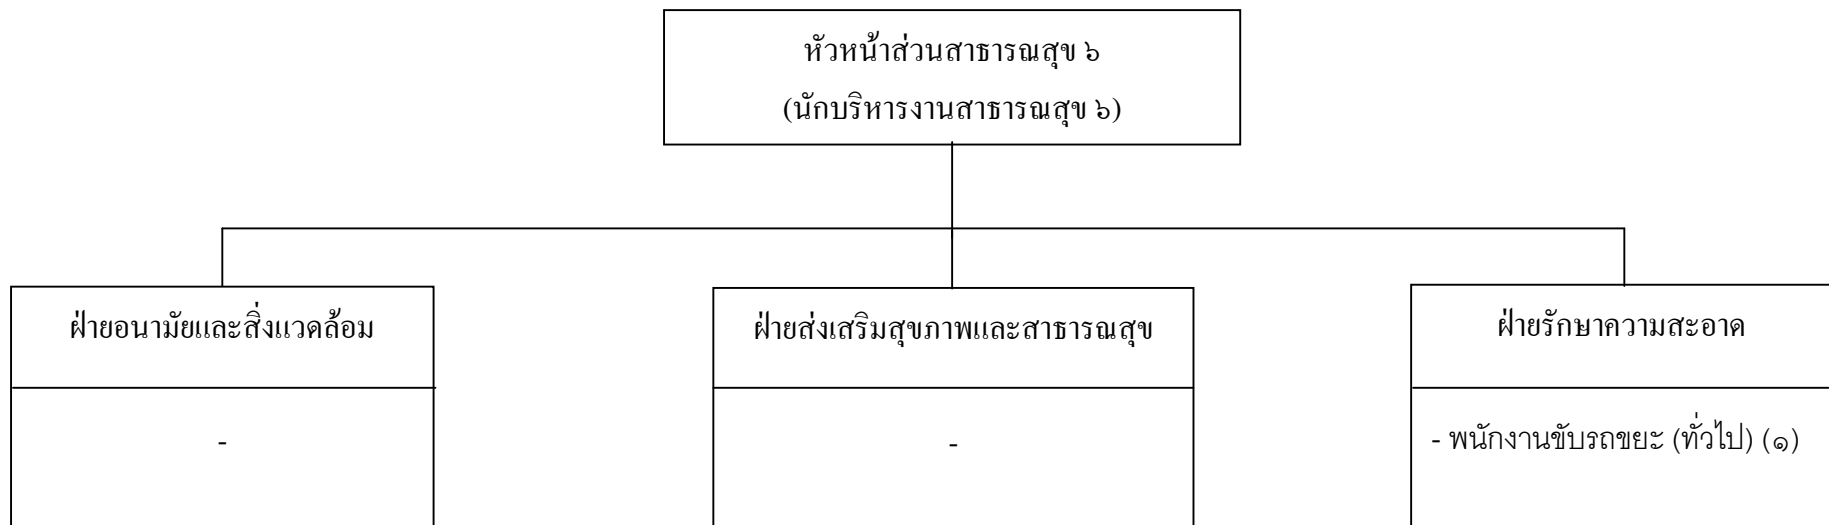 หัวหน้าส่วนสาธารณสุข ๖
(นักบริหารงานสาธารณสุข ๖)
ฝ่ายอนามัยและสิ่งแวดล้อม
ฝ่ายส่งเสริมสุขภาพและสาธารณสุข
ฝ่ายรักษาความสะอาด
-
-
- พนักงานขับรถขยะ (ทั่วไป) (๑)